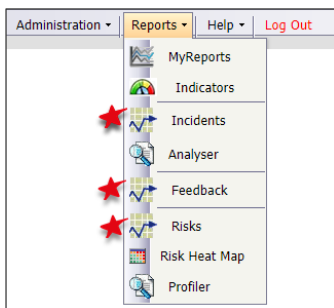 Administration Reports Help Log Out
MyReports
Indicators
Incidents
Analyser
Feedback
Risks
Risk Heat Map
Profiler